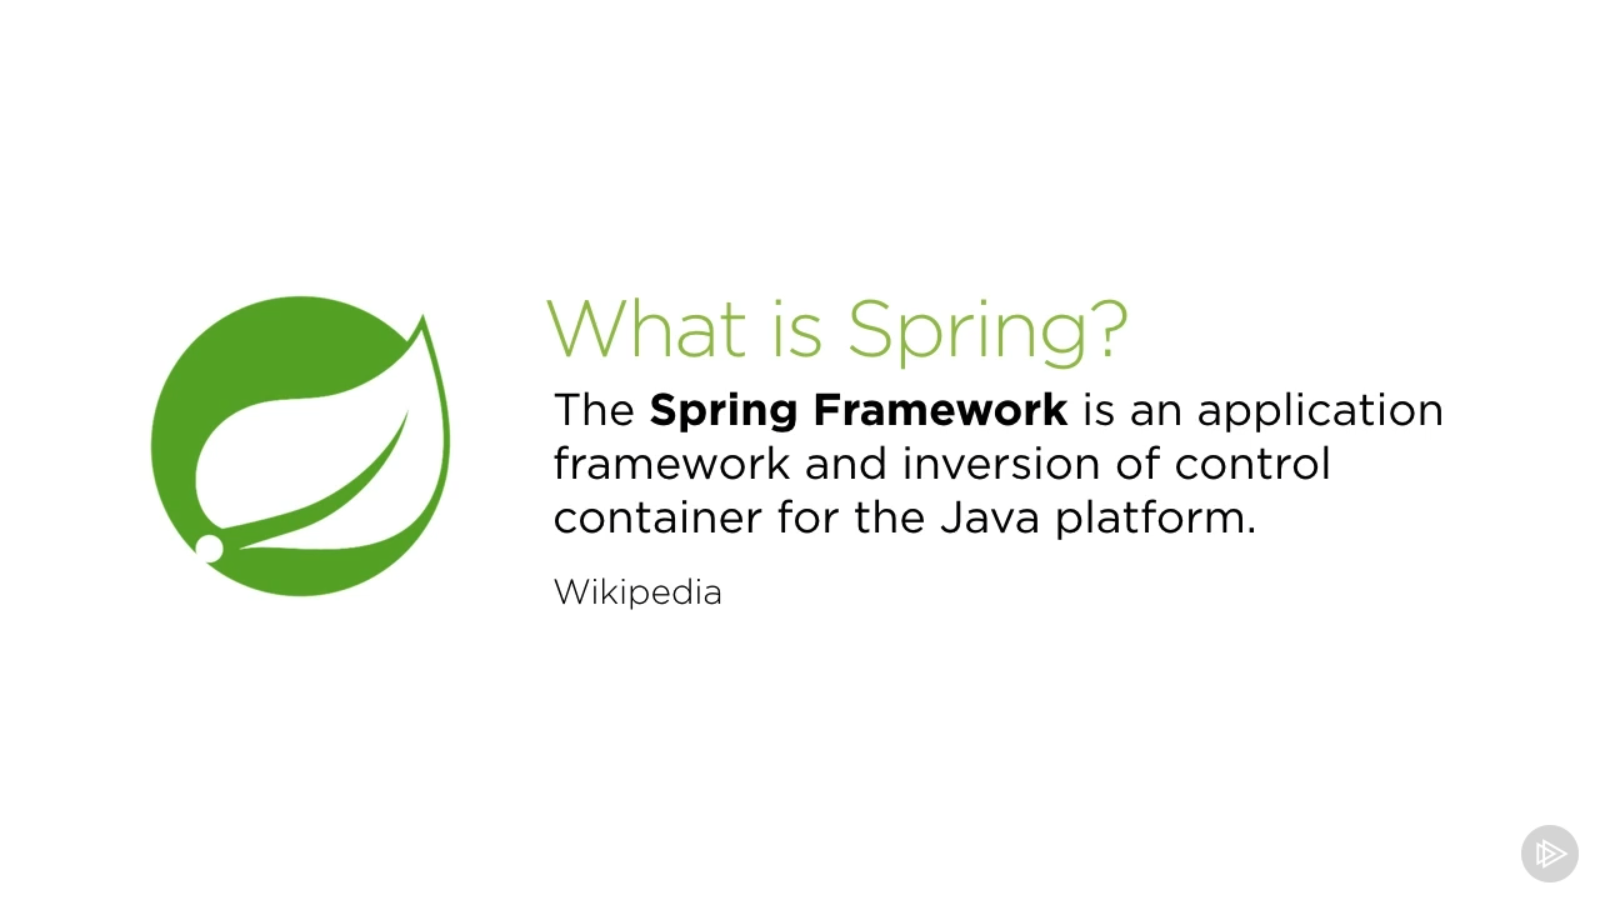 What is Spring?
The Spring Framework is an application
framework and inversion of control
container for the Java platform.
Wikipedia